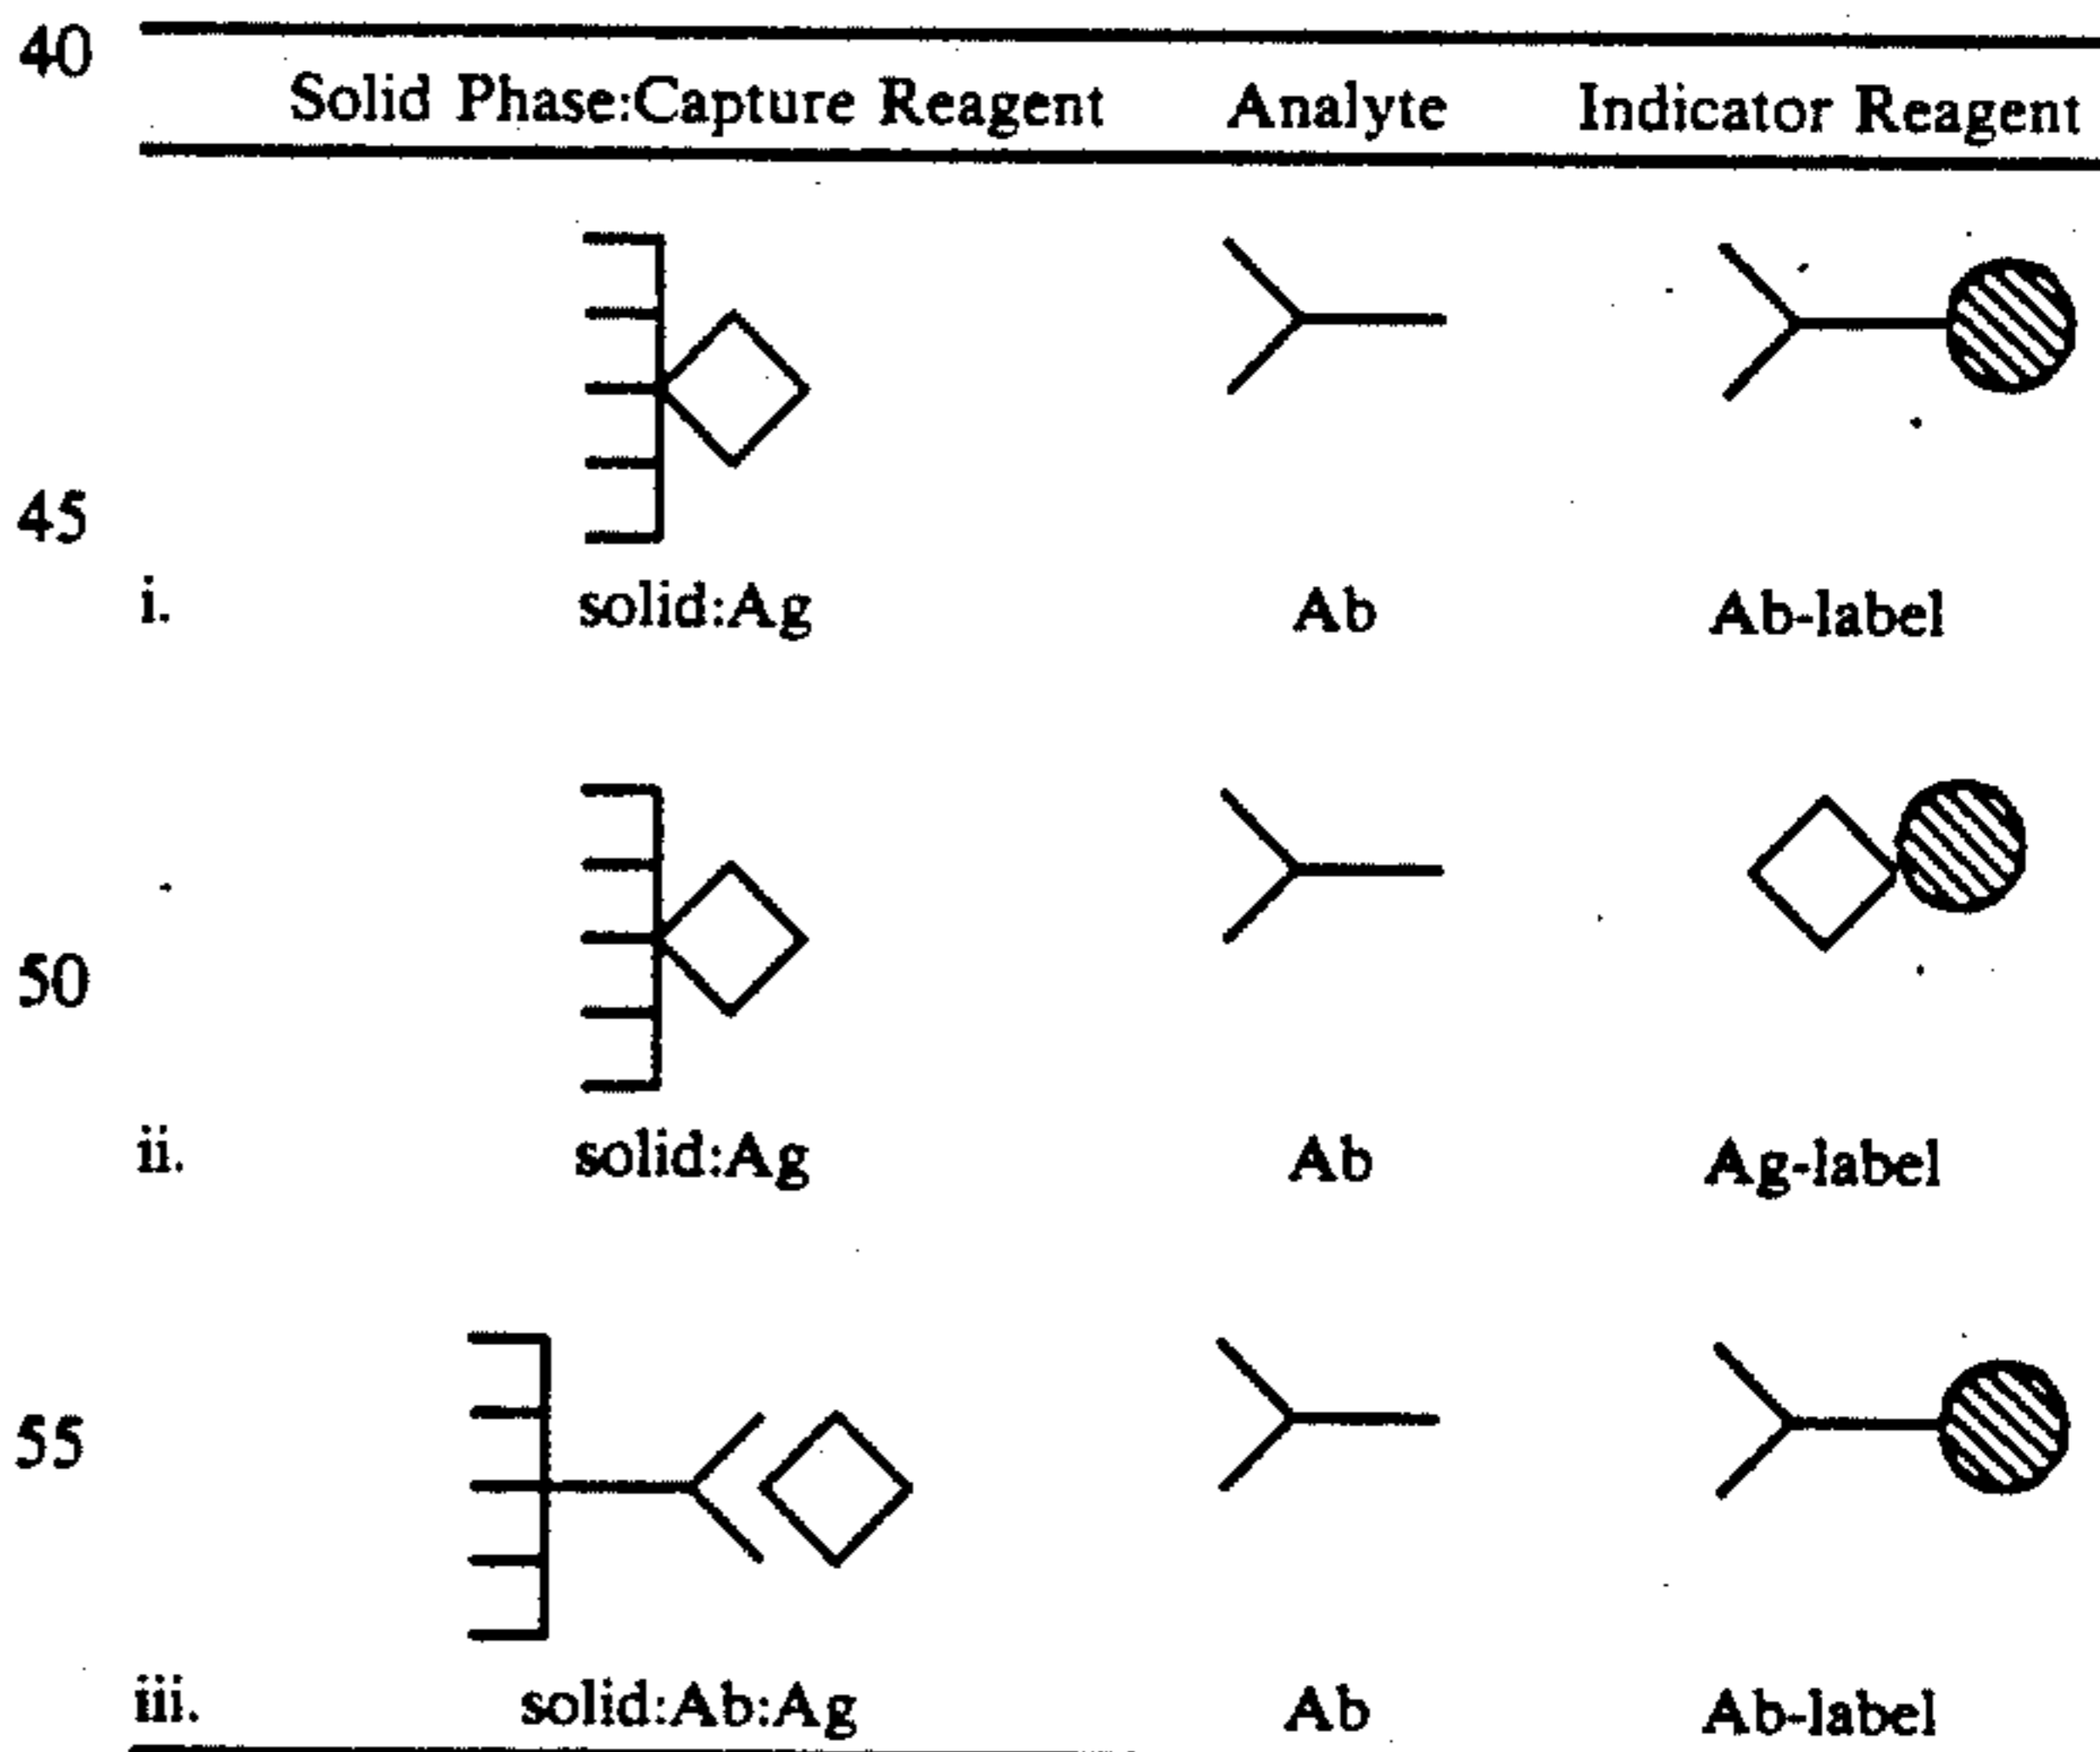 40
Solid Phase:Capture Reagent Analyte Indicator Reagent
45
i. solid:Ag Ab Ab-label
50
ii. solid:Ag Ab Ag-label
55
iii. solid:Ab:Ag Ab Ab-label